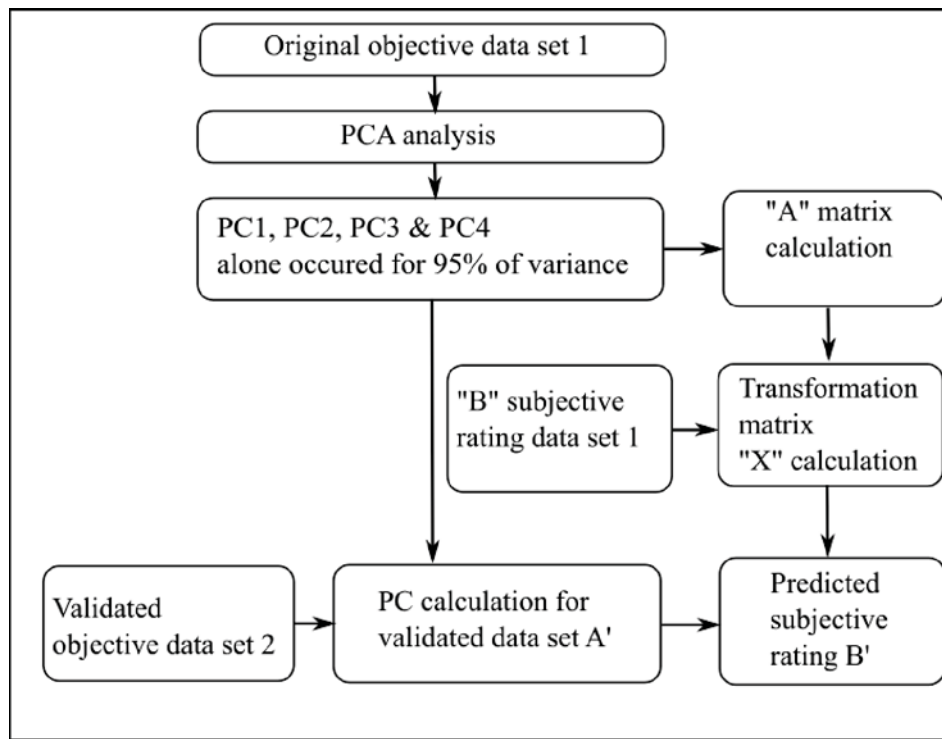 Original objective data set 1
PCA analysis
PC1, PC2, PC3 & PC4
alone occured for 95% of variance
"A" matrix
calculation
"B" subjective
rating data set 1
Transformation
matrix
"X" calculation
Validated
objective data set 2
PC calculation for
validated data set A'
Predicted
subjective
rating B'